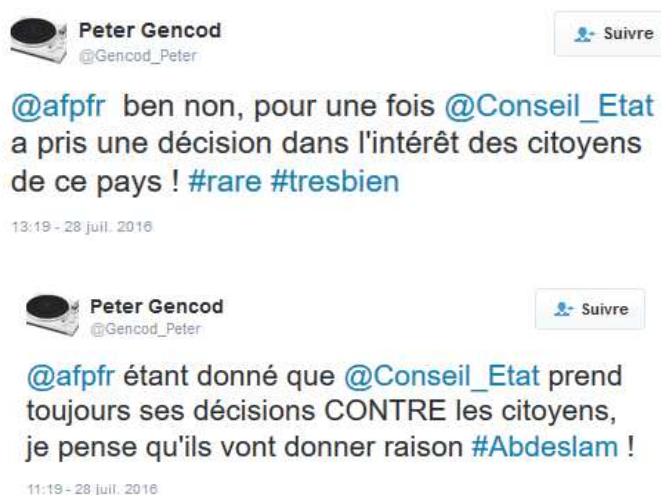 Peter Gencod
@Gencod_Peter
Suivre
@afpfr ben non, pour une fois @Conseil_Etat
a pris une décision dans l'intérêt des citoyens
de ce pays ! #rare #tresbien
13:19 - 28 juil. 2016
Peter Gencod
@Gencod_Peter
Suivre
@afpfr étant donné que @Conseil_Etat prend
toujours ses décisions CONTRE les citoyens,
je pense qu'ils vont donner raison #Abdeslam !
11:19 - 28 juil. 2016